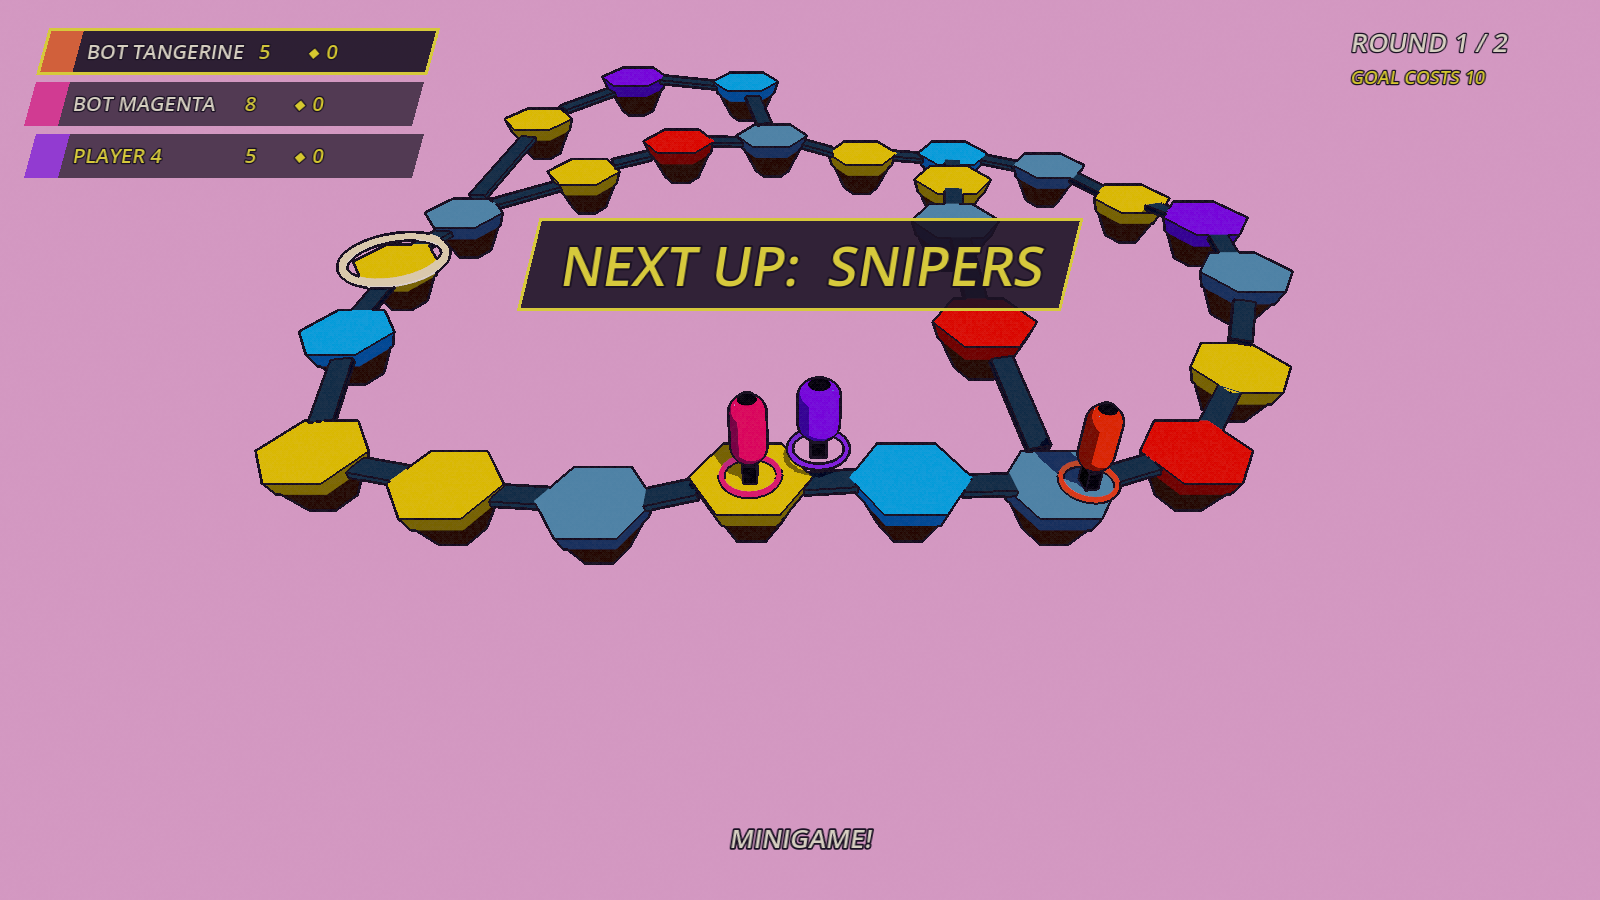 BOT TANGERINE 5 ◆ 0
BOT MAGENTA 8 ◆ 0
PLAYER 4 5 ◆ 0
ROUND 1 / 2
GOAL COSTS 10
NEXT UP: SNIPERS
MINIGAME!